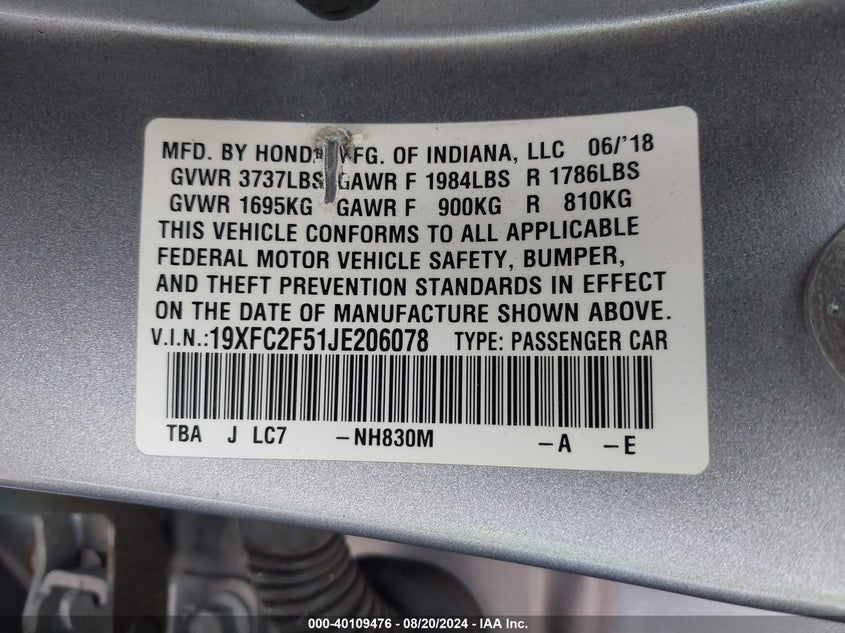 MFD. BY HONDA MFG. OF INDIANA, LLC 06/'18
GVWR 3737LBS GAWR F 1984LBS R 1786LBS
GVWR 1695KG GAWR F 900KG R 810KG
THIS VEHICLE CONFORMS TO ALL APPLICABLE
FEDERAL MOTOR VEHICLE SAFETY, BUMPER,
AND THEFT PREVENTION STANDARDS IN EFFECT
ON THE DATE OF MANUFACTURE SHOWN ABOVE.
V.I.N.:19XFC2F51JE206078 TYPE: PASSENGER CAR
TBA J LC7 -NH830M -A -E
000-40109476 - 08/20/2024 - IAA Inc.